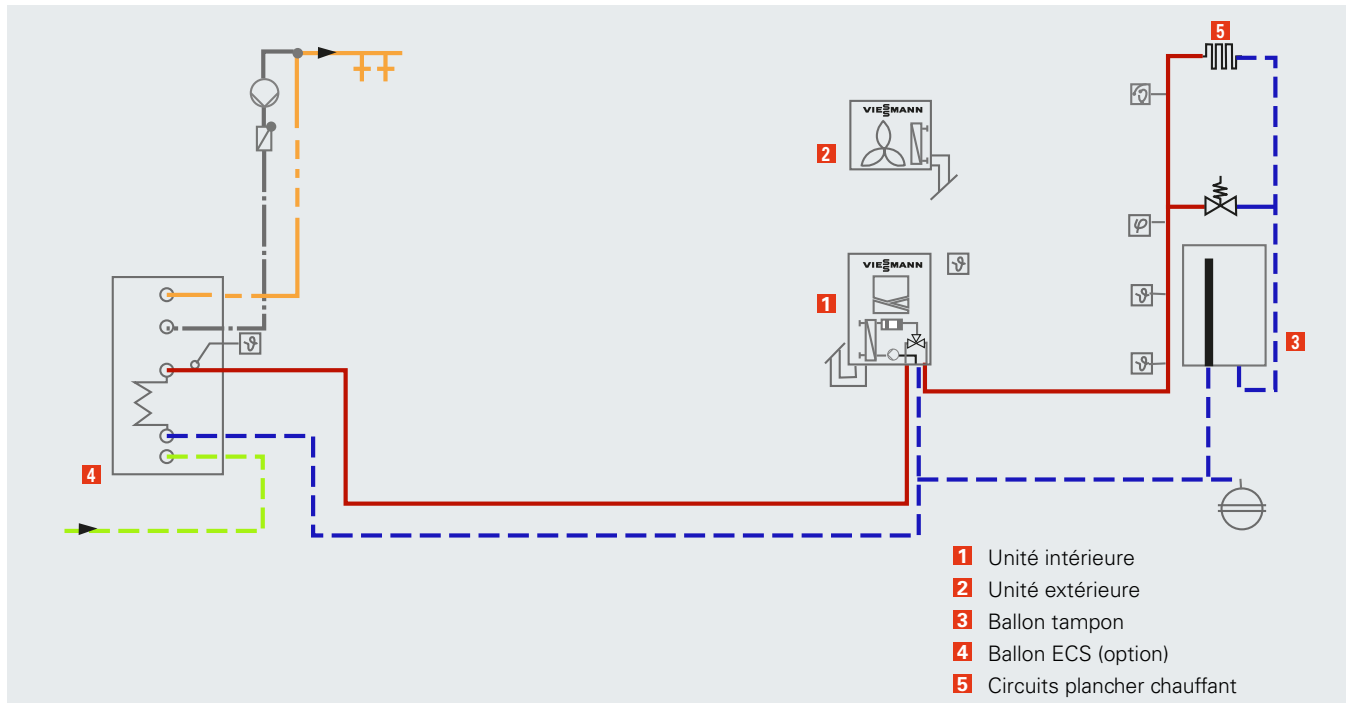 5
VIESMANN
2
φ
VIESMANN
ϑ
1
ϑ
ϑ
3
ϑ
4
1 Unité intérieure
2 Unité extérieure
3 Ballon tampon
4 Ballon ECS (option)
5 Circuits plancher chauffant